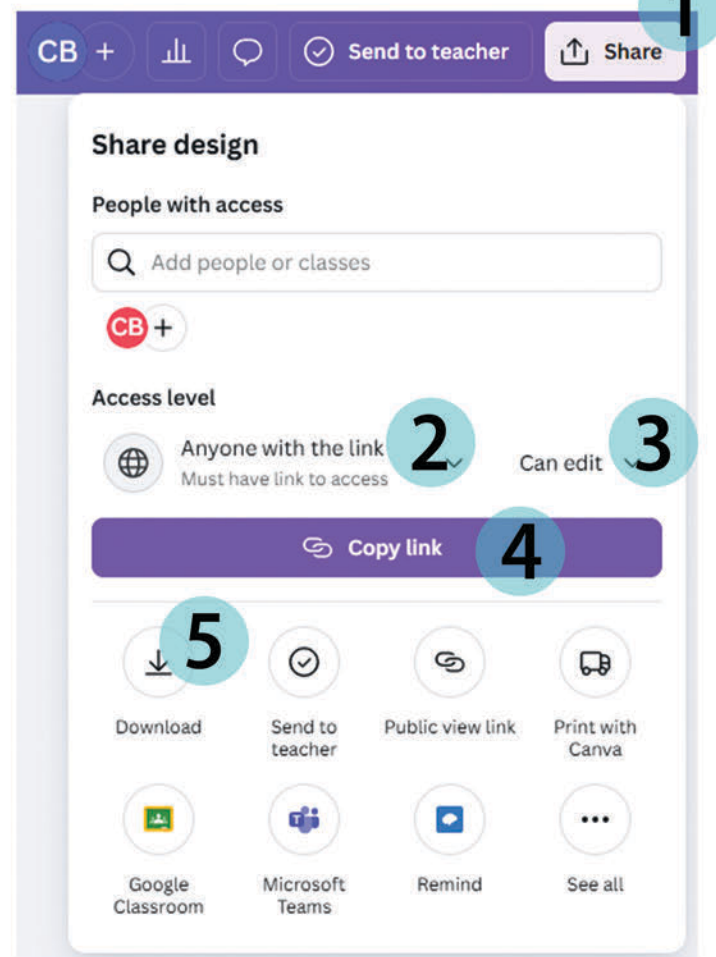 1
CB + Send to teacher Share
Share design
People with access
Add people or classes
CB +
Access level
Anyone with the link 2 Can edit 3
Must have link to access
Copy link 4
5
Download Send to teacher Public view link Print with Canva
Google Classroom Microsoft Teams Remind See all